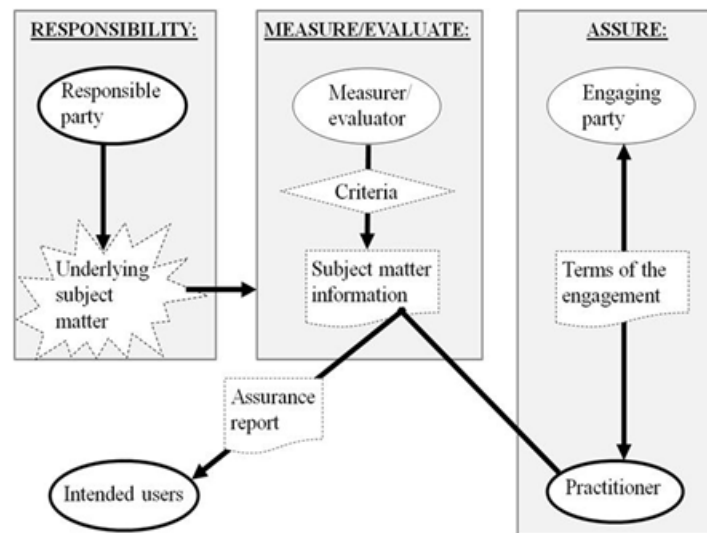 RESPONSIBILITY:
Responsible
party
Underlying
subject
matter
MEASURE/EVALUATE:
Measurer/
evaluator
Criteria
Subject matter
information
ASSURE:
Engaging
party
Terms of the
engagement
Assurance
report
Intended users
Practitioner